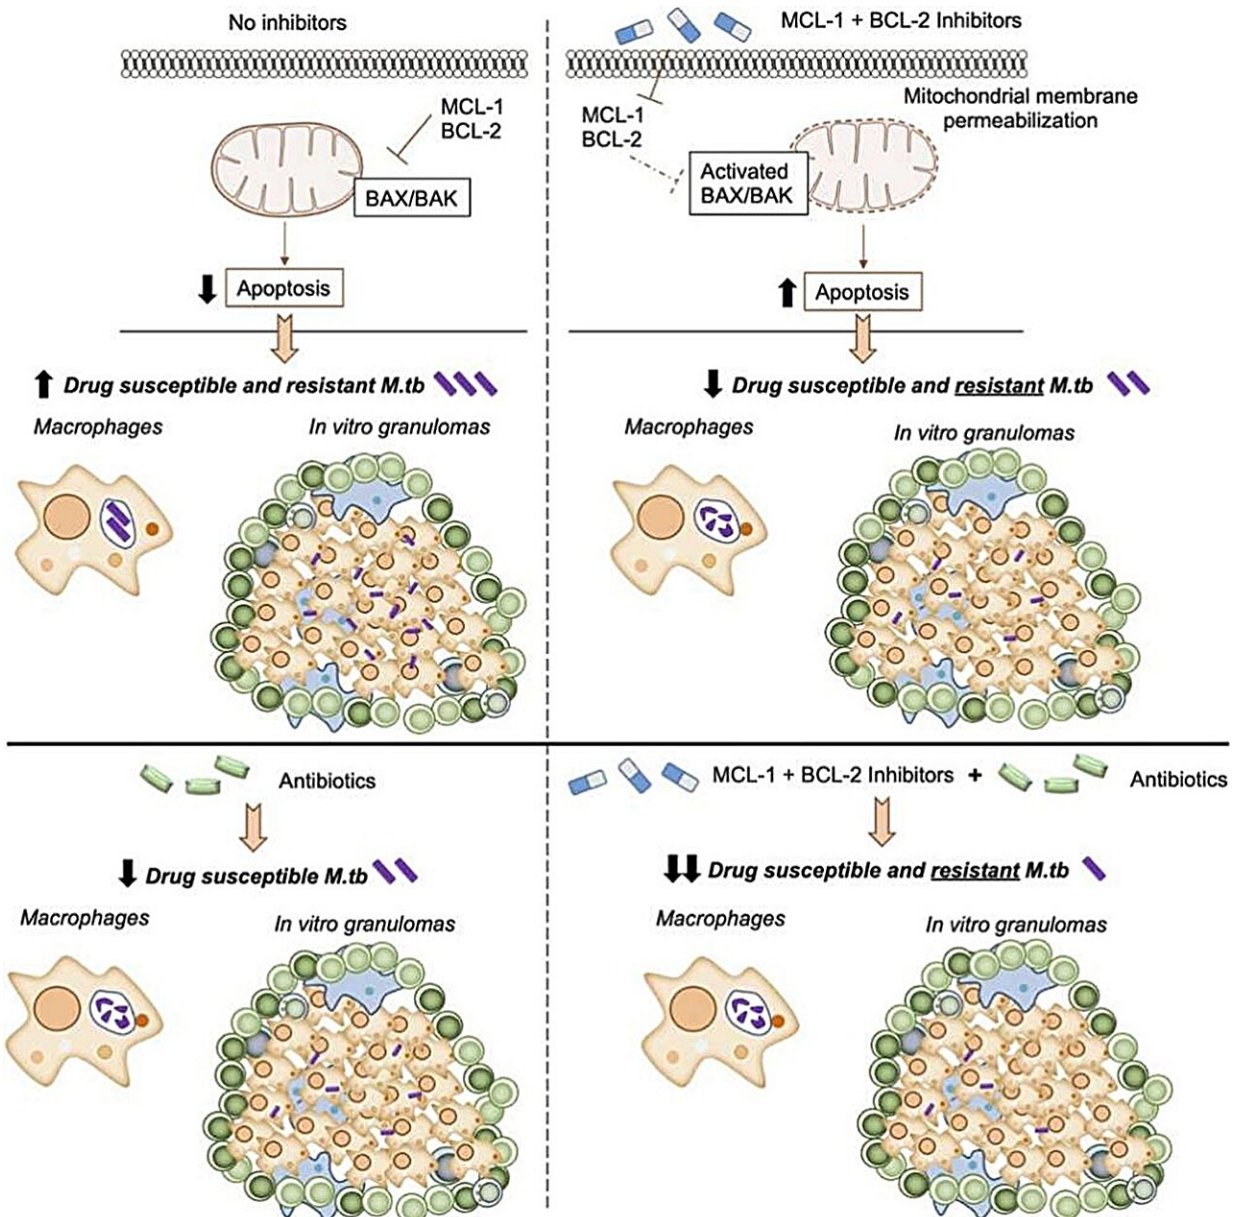 No inhibitors
MCL-1
BCL-2
BAX/BAK
Apoptosis
Drug susceptible and resistant M.tb
Macrophages
In vitro granulomas
MCL-1 + BCL-2 Inhibitors
MCL-1
BCL-2
Mitochondrial membrane
permeabilization
Activated
BAX/BAK
Apoptosis
Drug susceptible and resistant M.tb
Macrophages
In vitro granulomas
Antibiotics
Drug susceptible M.tb
Macrophages
In vitro granulomas
MCL-1 + BCL-2 Inhibitors + Antibiotics
Drug susceptible and resistant M.tb
Macrophages
In vitro granulomas